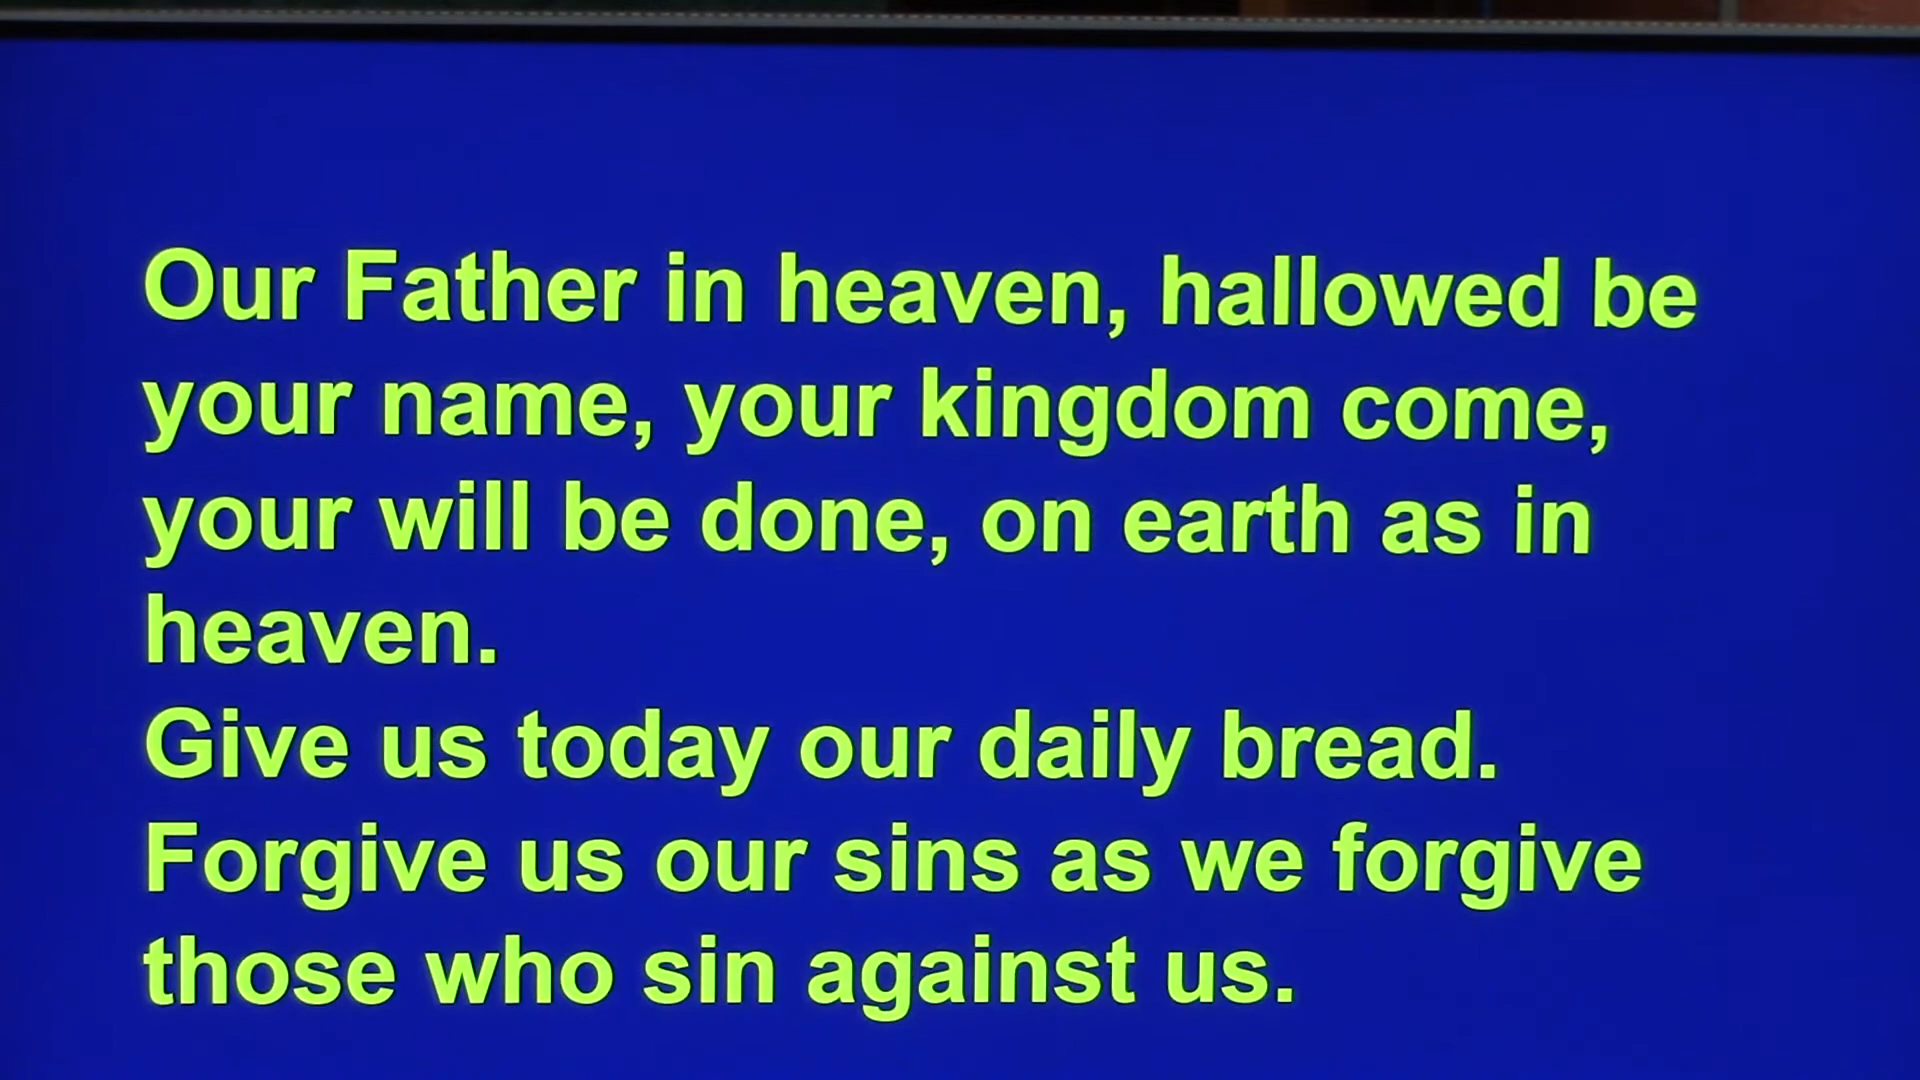 Our Father in heaven, hallowed be
your name, your kingdom come,
your will be done, on earth as in
heaven.
Give us today our daily bread.
Forgive us our sins as we forgive
those who sin against us.